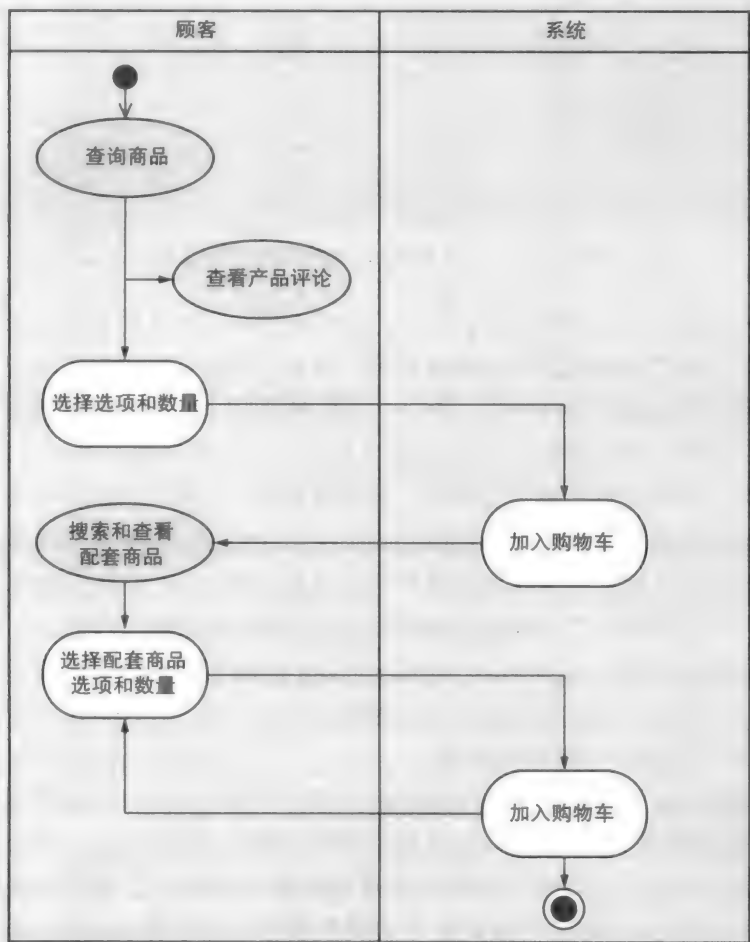 顾客
系统
查询商品
查看产品评论
选择选项和数量
加入购物车
搜索和查看
配套商品
选择配套商品
选项和数量
加入购物车